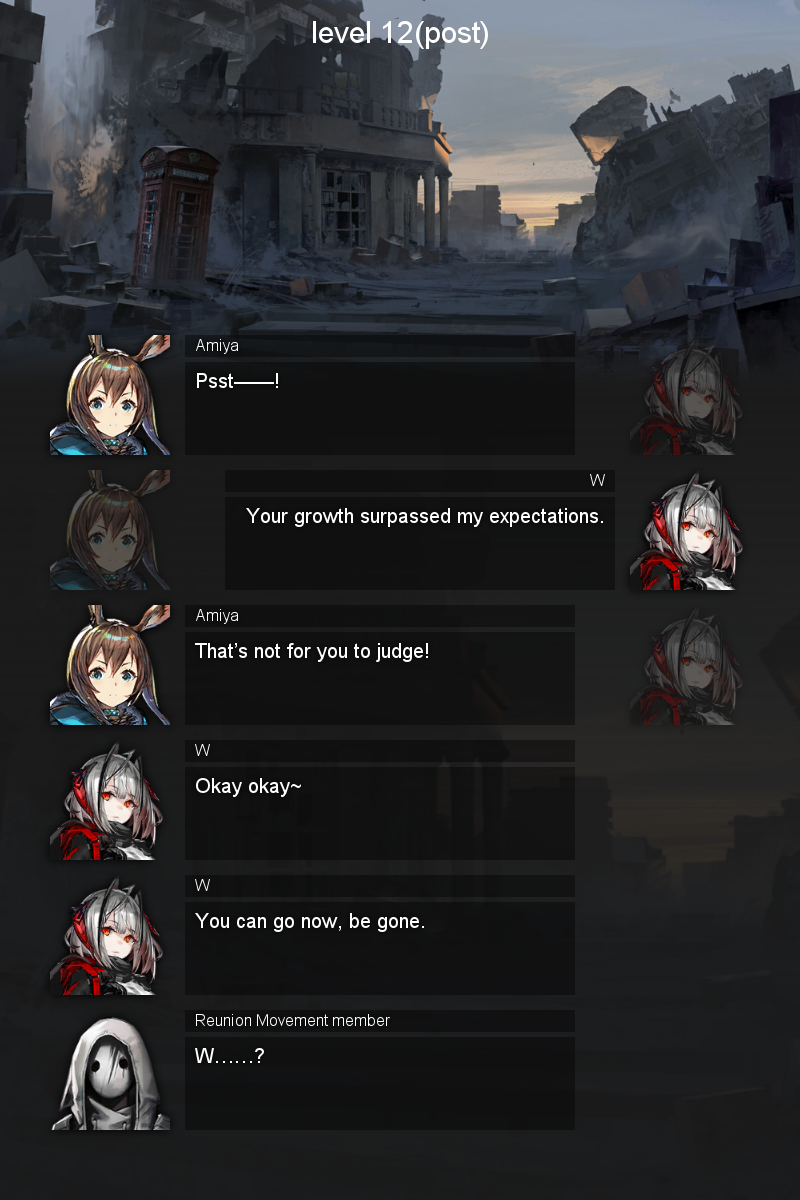 level 12(post)
Amiya
Psst——!
W
Your growth surpassed my expectations.
Amiya
That’s not for you to judge!
W
Okay okay~
W
You can go now, be gone.
Reunion Movement member
W……?